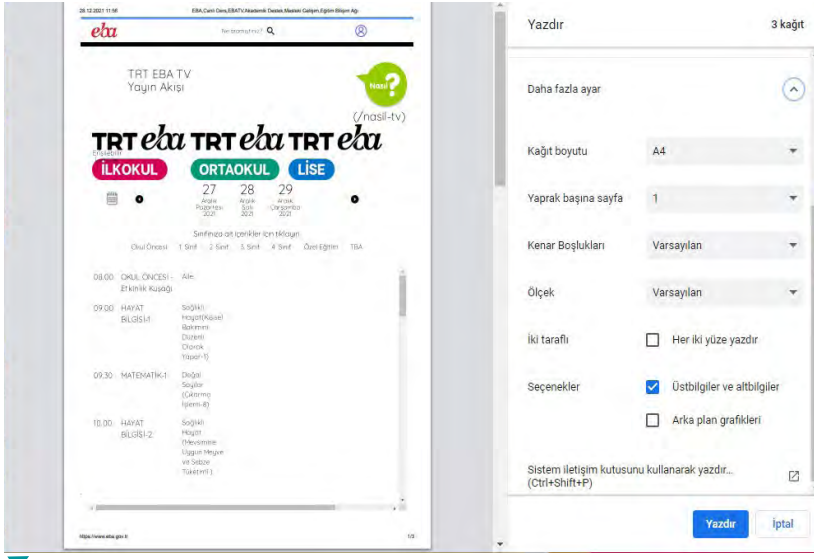 28.12.2021 11:56
EBA,Canlı Ders,EBATV,Akademik Destek,Mesleki Gelişim,Eğitim Bilişim Ağı
eba
Ne aramıştınız?
TRT EBA TV
Yayın Akışı
Nasıl?
(/nasil-tv)
TRT eba TRT eba TRT eba
Erişilebilir
İLKOKUL ORTAOKUL LİSE
27 28 29
Aralık Aralık Aralık
Pazartesi Salı Çarşamba
2021 2021 2021
Sınıfınıza ait içerikler için tıklayın.
Okul Öncesi 1. Sınıf 2. Sınıf 3. Sınıf 4. Sınıf Özel Eğitim TBA
08.00 OKUL ÖNCESİ - Aile
Etkinlik Kuşağı
09.00 HAYAT Sağlıklı
BİLGİSİ-1 Hayat(Kişisel
Bakımını
Düzenli
Olarak
Yapar-1)
09.30 MATEMATİK-1 Doğal
Sayılar
(Çıkarma
İşlemi-8)
10.00 HAYAT Sağlıklı
BİLGİSİ-2 Hayat
(Mevsimine
Uygun Meyve
ve Sebze
Tüketimi )
https://www.eba.gov.tr
1/3
Yazdır 3 kağıt
Daha fazla ayar
Kağıt boyutu A4
Yaprak başına sayfa 1
Kenar Boşlukları Varsayılan
Ölçek Varsayılan
İki taraflı Her iki yüze yazdır
Seçenekler Üstbilgiler ve altbilgiler
Arka plan grafikleri
Sistem iletişim kutusunu kullanarak yazdır...
(Ctrl+Shift+P)
Yazdır İptal